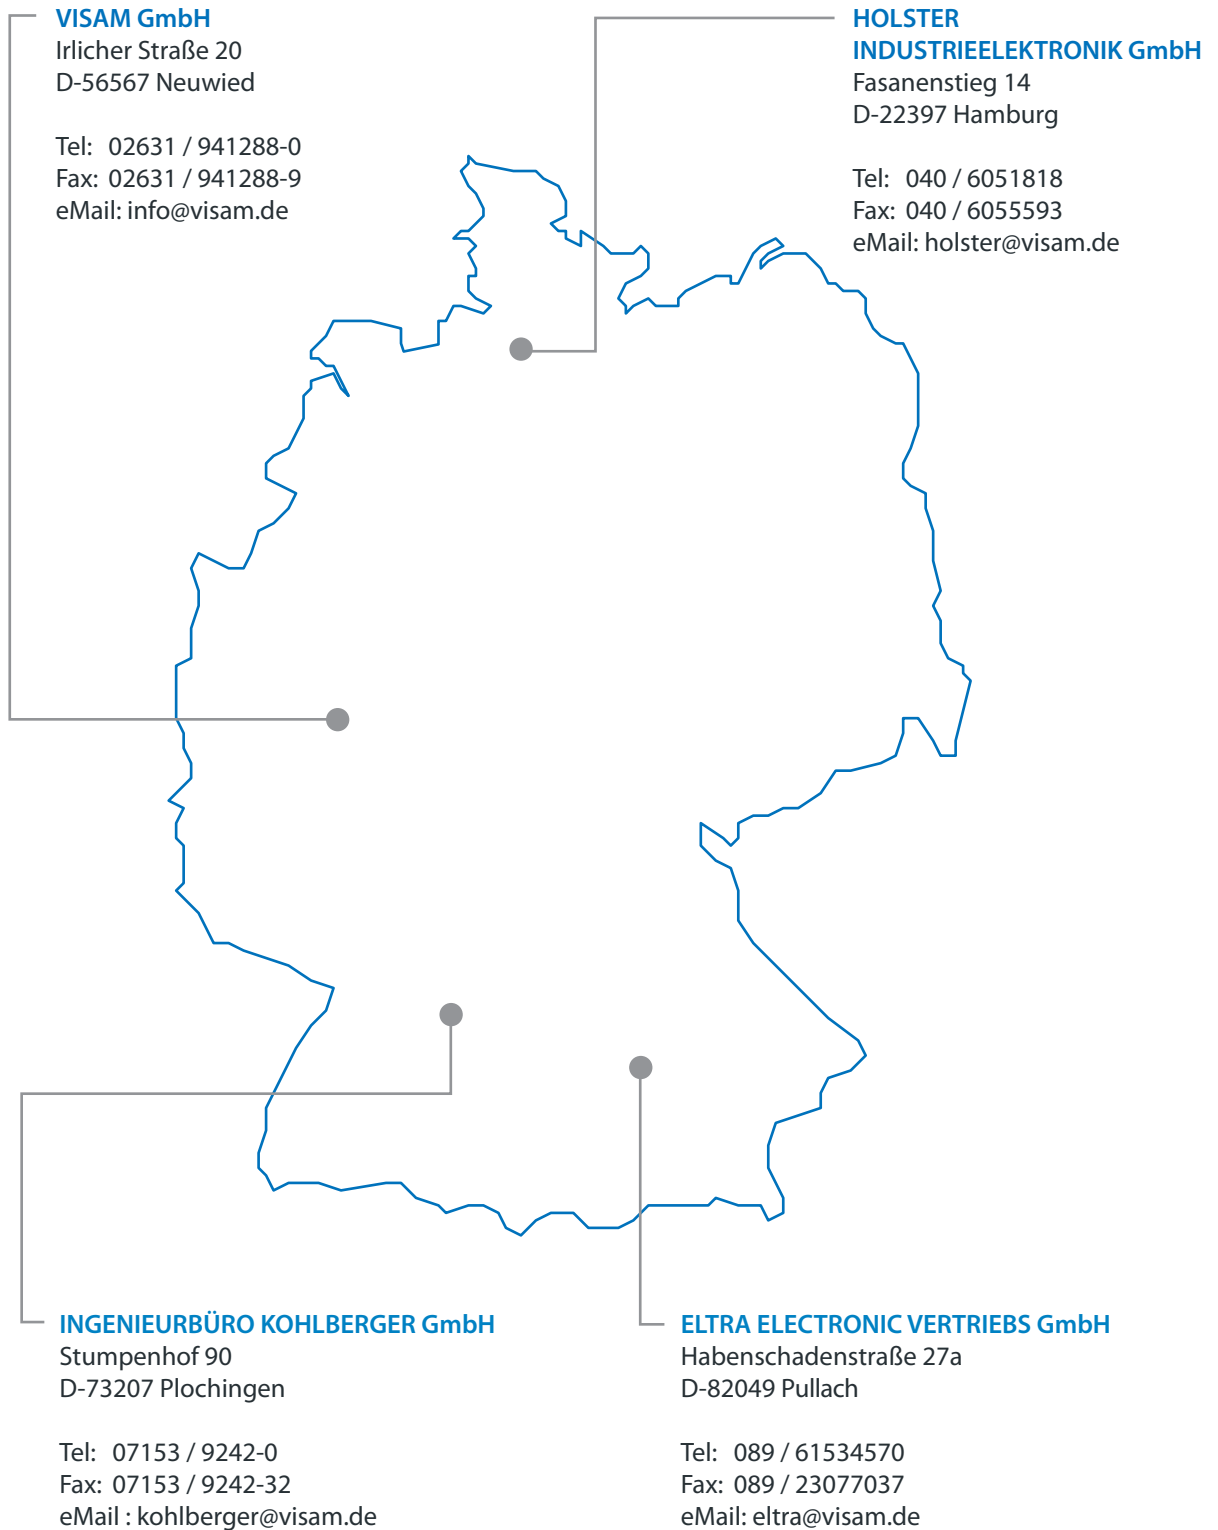 VISAM GmbH
Irlicher Straße 20
D-56567 Neuwied
Tel: 02631 / 941288-0
Fax: 02631 / 941288-9
eMail: info@visam.de
HOLSTER
INDUSTRIEELEKTRONIK GmbH
Fasanenstieg 14
D-22397 Hamburg
Tel: 040 / 6051818
Fax: 040 / 6055593
eMail: holster@visam.de
INGENIEURBÜRO KOHLBERGER GmbH
Stumpenhof 90
D-73207 Plochingen
Tel: 07153 / 9242-0
Fax: 07153 / 9242-32
eMail : kohlberger@visam.de
ELTRA ELECTRONIC VERTRIEBS GmbH
Habenschadenstraße 27a
D-82049 Pullach
Tel: 089 / 61534570
Fax: 089 / 23077037
eMail: eltra@visam.de